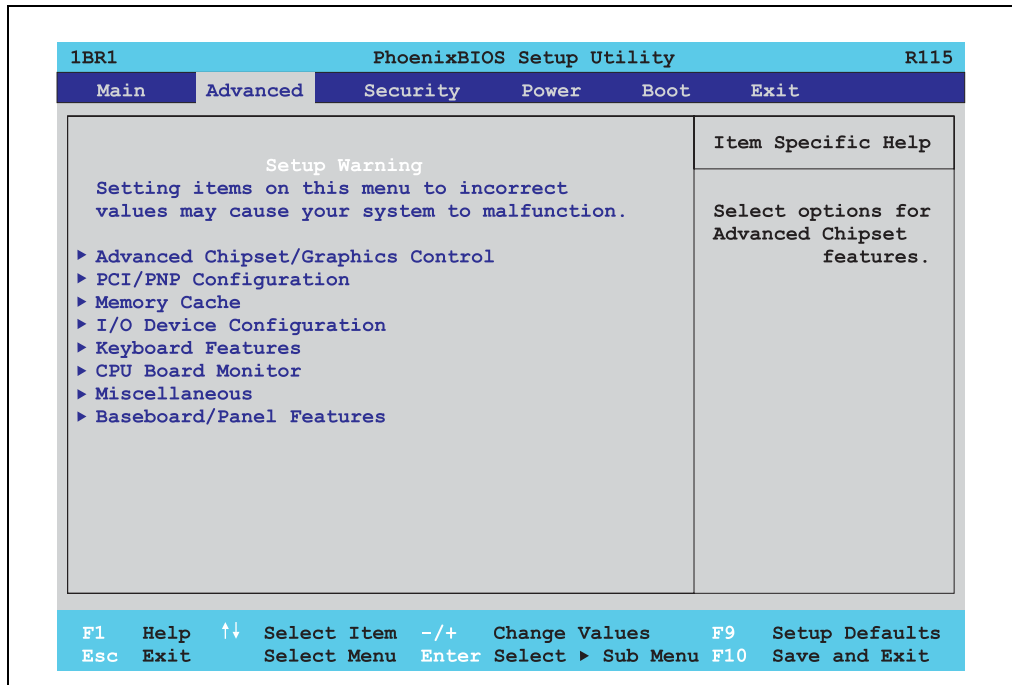 1BR1 PhoenixBIOS Setup Utility R115
Main Advanced Security Power Boot Exit
Setup Warning
Setting items on this menu to incorrect
values may cause your system to malfunction.
▶ Advanced Chipset/Graphics Control
▶ PCI/PNP Configuration
▶ Memory Cache
▶ I/O Device Configuration
▶ Keyboard Features
▶ CPU Board Monitor
▶ Miscellaneous
▶ Baseboard/Panel Features
Item Specific Help
Select options for
Advanced Chipset
features.
F1 Help ↑↓ Select Item -/+ Change Values F9 Setup Defaults
Esc Exit Select Menu Enter Select ▶ Sub Menu F10 Save and Exit